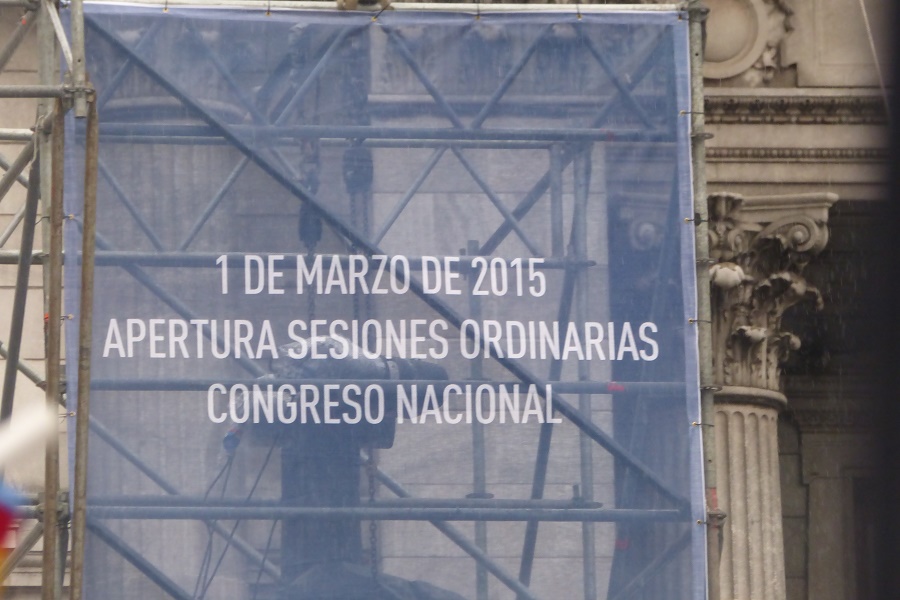 1 DE MARZO DE 2015
APERTURA SESIONES ORDINARIAS
CONGRESO NACIONAL